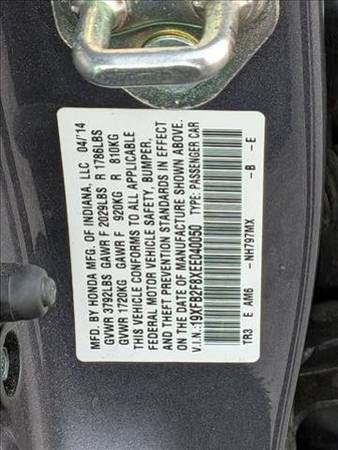 MFD. BY HONDA MFG. OF INDIANA, LLC 04/'14
GVWR 3792LBS GAWR F 2029LBS R 1786LBS
GVWR 1720KG GAWR F 920KG R 810KG
THIS VEHICLE CONFORMS TO ALL APPLICABLE
FEDERAL MOTOR VEHICLE SAFETY, BUMPER,
AND THEFT PREVENTION STANDARDS IN EFFECT
ON THE DATE OF MANUFACTURE SHOWN ABOVE.
V.I.N.:19XFB2F8XEE040050 TYPE: PASSENGER CAR
TR3 E AM6 -NH797MX -B -E